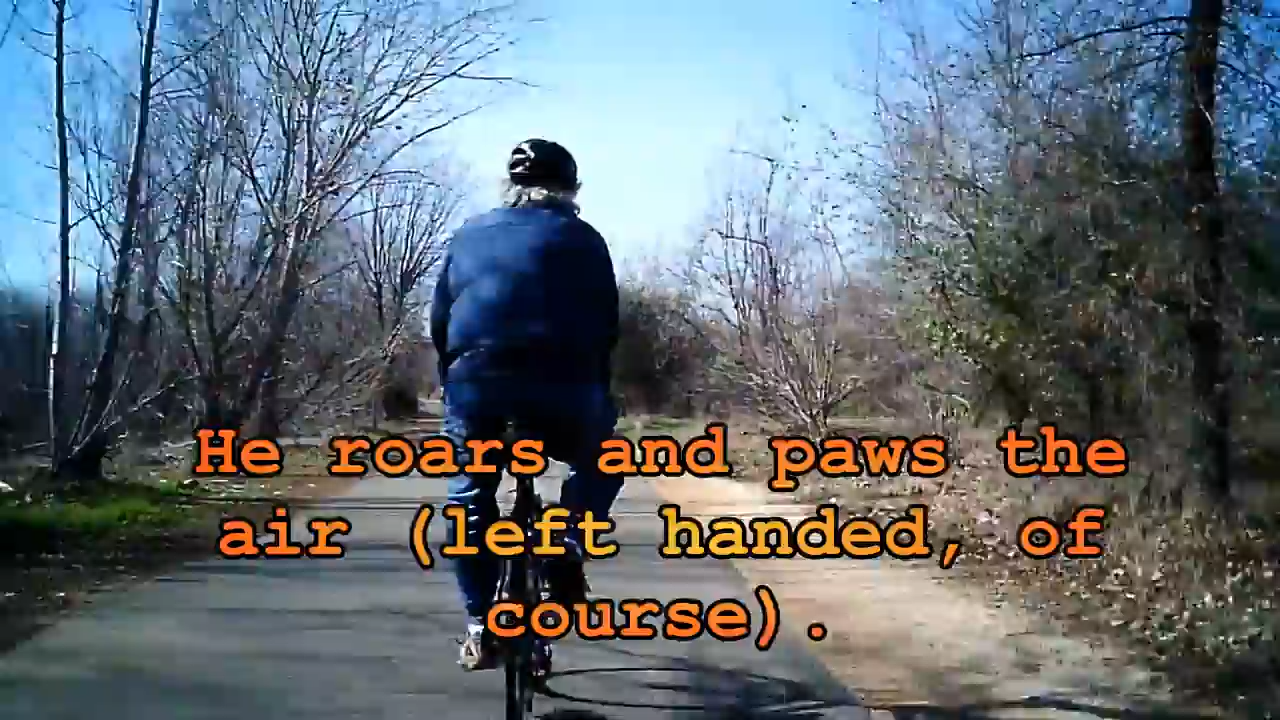 He roars and paws the
air (left handed, of
course).